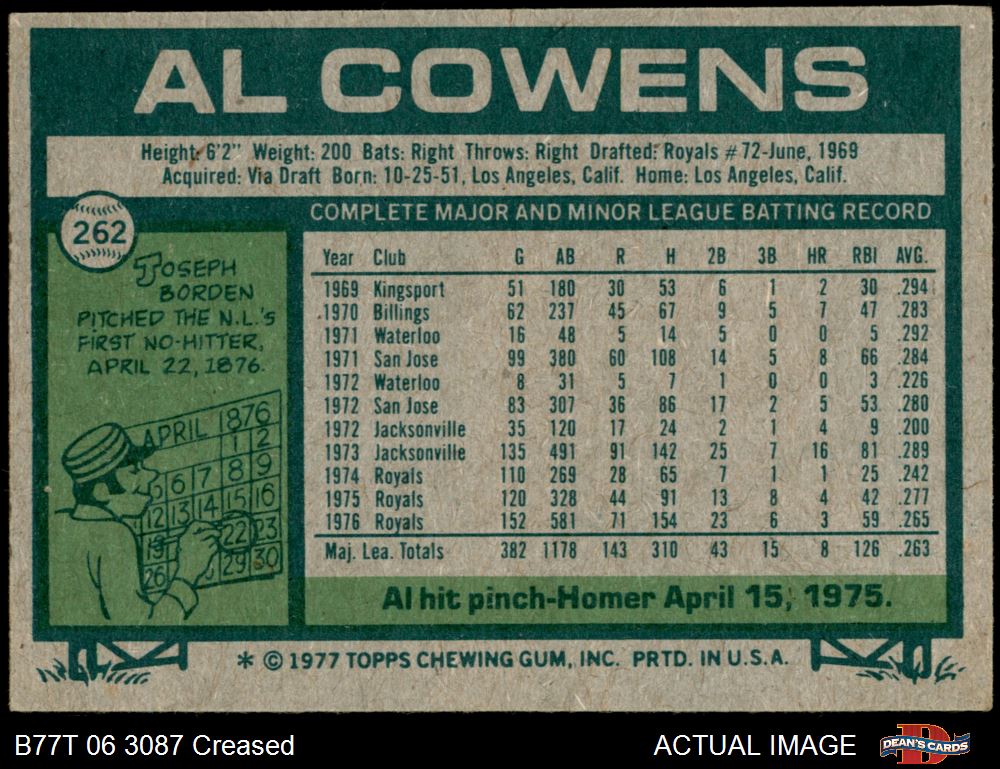 AL COWENS
Height: 6'2" Weight: 200 Bats: Right Throws: Right Drafted: Royals #72-June, 1969
Acquired: Via Draft Born: 10-25-51, Los Angeles, Calif. Home: Los Angeles, Calif.
262
JOSEPH
BORDEN
PITCHED THE N.L.'S
FIRST NO-HITTER,
APRIL 22, 1876.
APRIL 1876
1 2
5 6 7 8 9
12 13 14 15 16
19 22 23
26 29 30
COMPLETE MAJOR AND MINOR LEAGUE BATTING RECORD
Year Club G AB R H 2B 3B HR RBI AVG.
1969 Kingsport 51 180 30 53 6 1 2 30 .294
1970 Billings 62 237 45 67 9 5 7 47 .283
1971 Waterloo 16 48 5 14 5 0 0 5 .292
1971 San Jose 99 380 60 108 14 5 8 66 .284
1972 Waterloo 8 31 5 7 1 0 0 3 .226
1972 San Jose 83 307 36 86 17 2 5 53 .280
1972 Jacksonville 35 120 17 24 2 1 4 9 .200
1973 Jacksonville 135 491 91 142 25 7 16 81 .289
1974 Royals 110 269 28 65 7 1 1 25 .242
1975 Royals 120 328 44 91 13 8 4 42 .277
1976 Royals 152 581 71 154 23 6 3 59 .265
Maj. Lea. Totals 382 1178 143 310 43 15 8 126 .263
Al hit pinch-Homer April 15, 1975.
* © 1977 TOPPS CHEWING GUM, INC. PRTD. IN U.S.A.
B77T 06 3087 Creased
ACTUAL IMAGE
DEAN'S CARDS